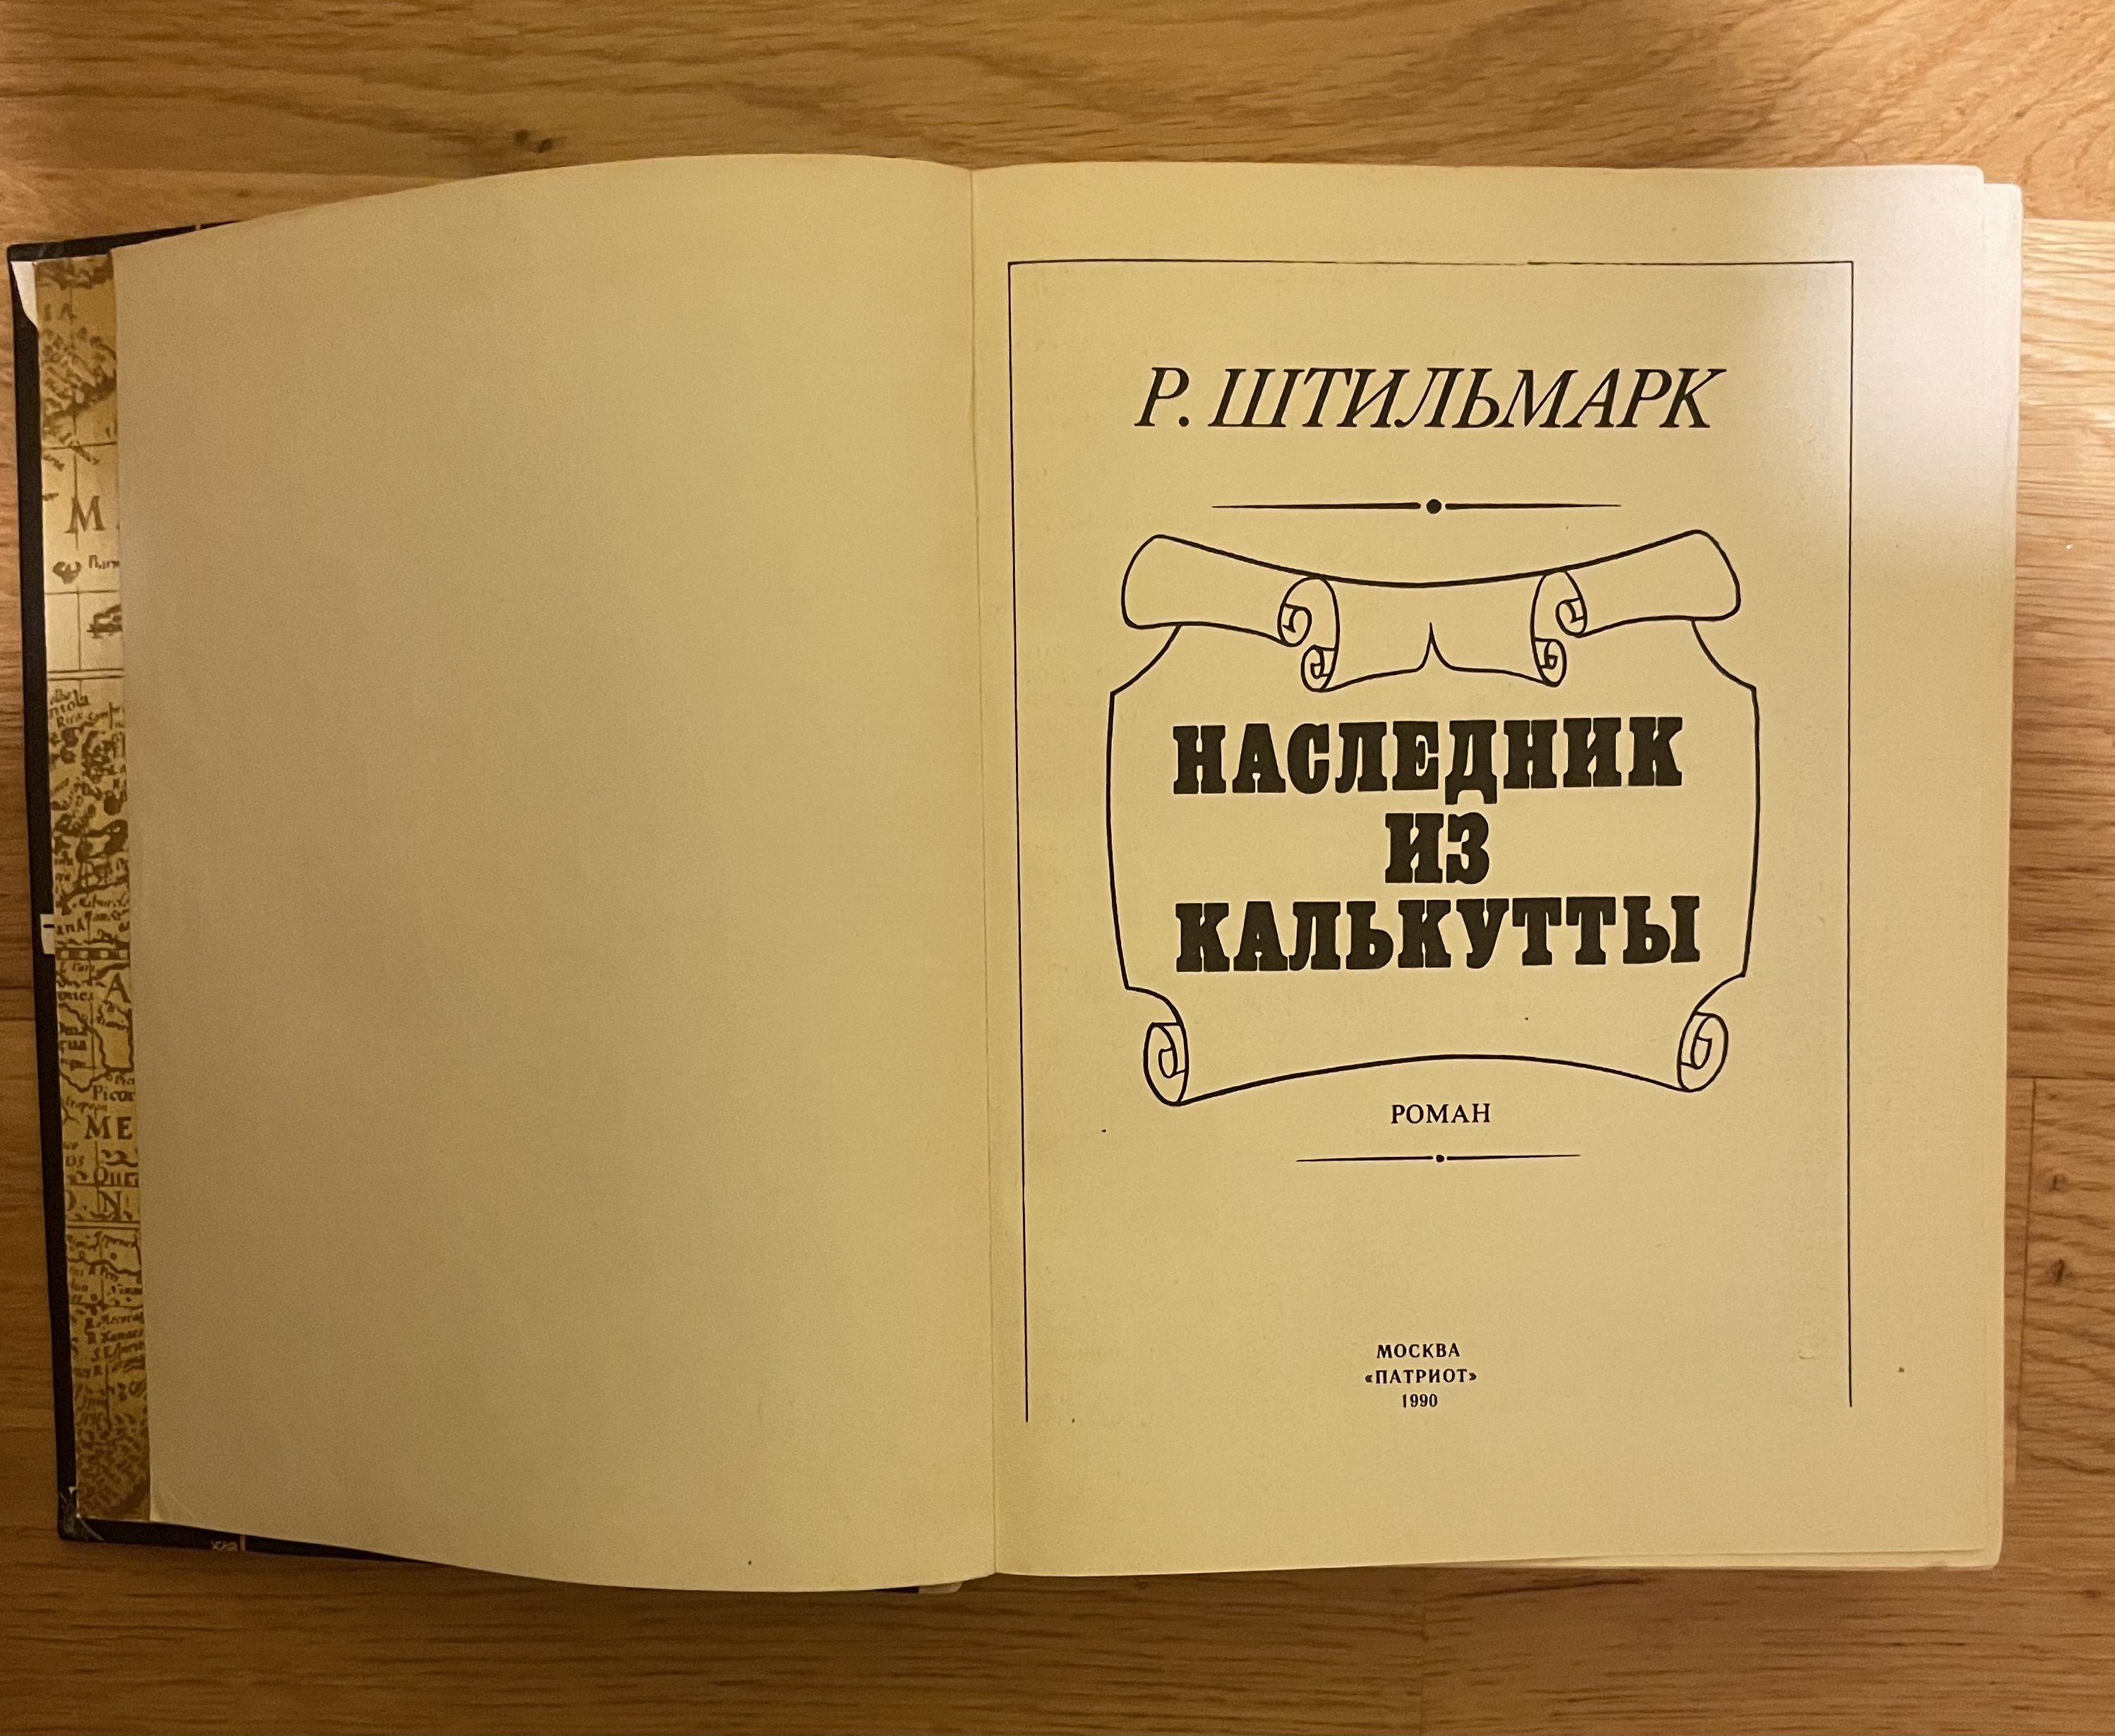 Р. ШТИЛЬМАРК
НАСЛЕДНИК
ИЗ
КАЛЬКУТТЫ
РОМАН
МОСКВА
«ПАТРИОТ»
1990